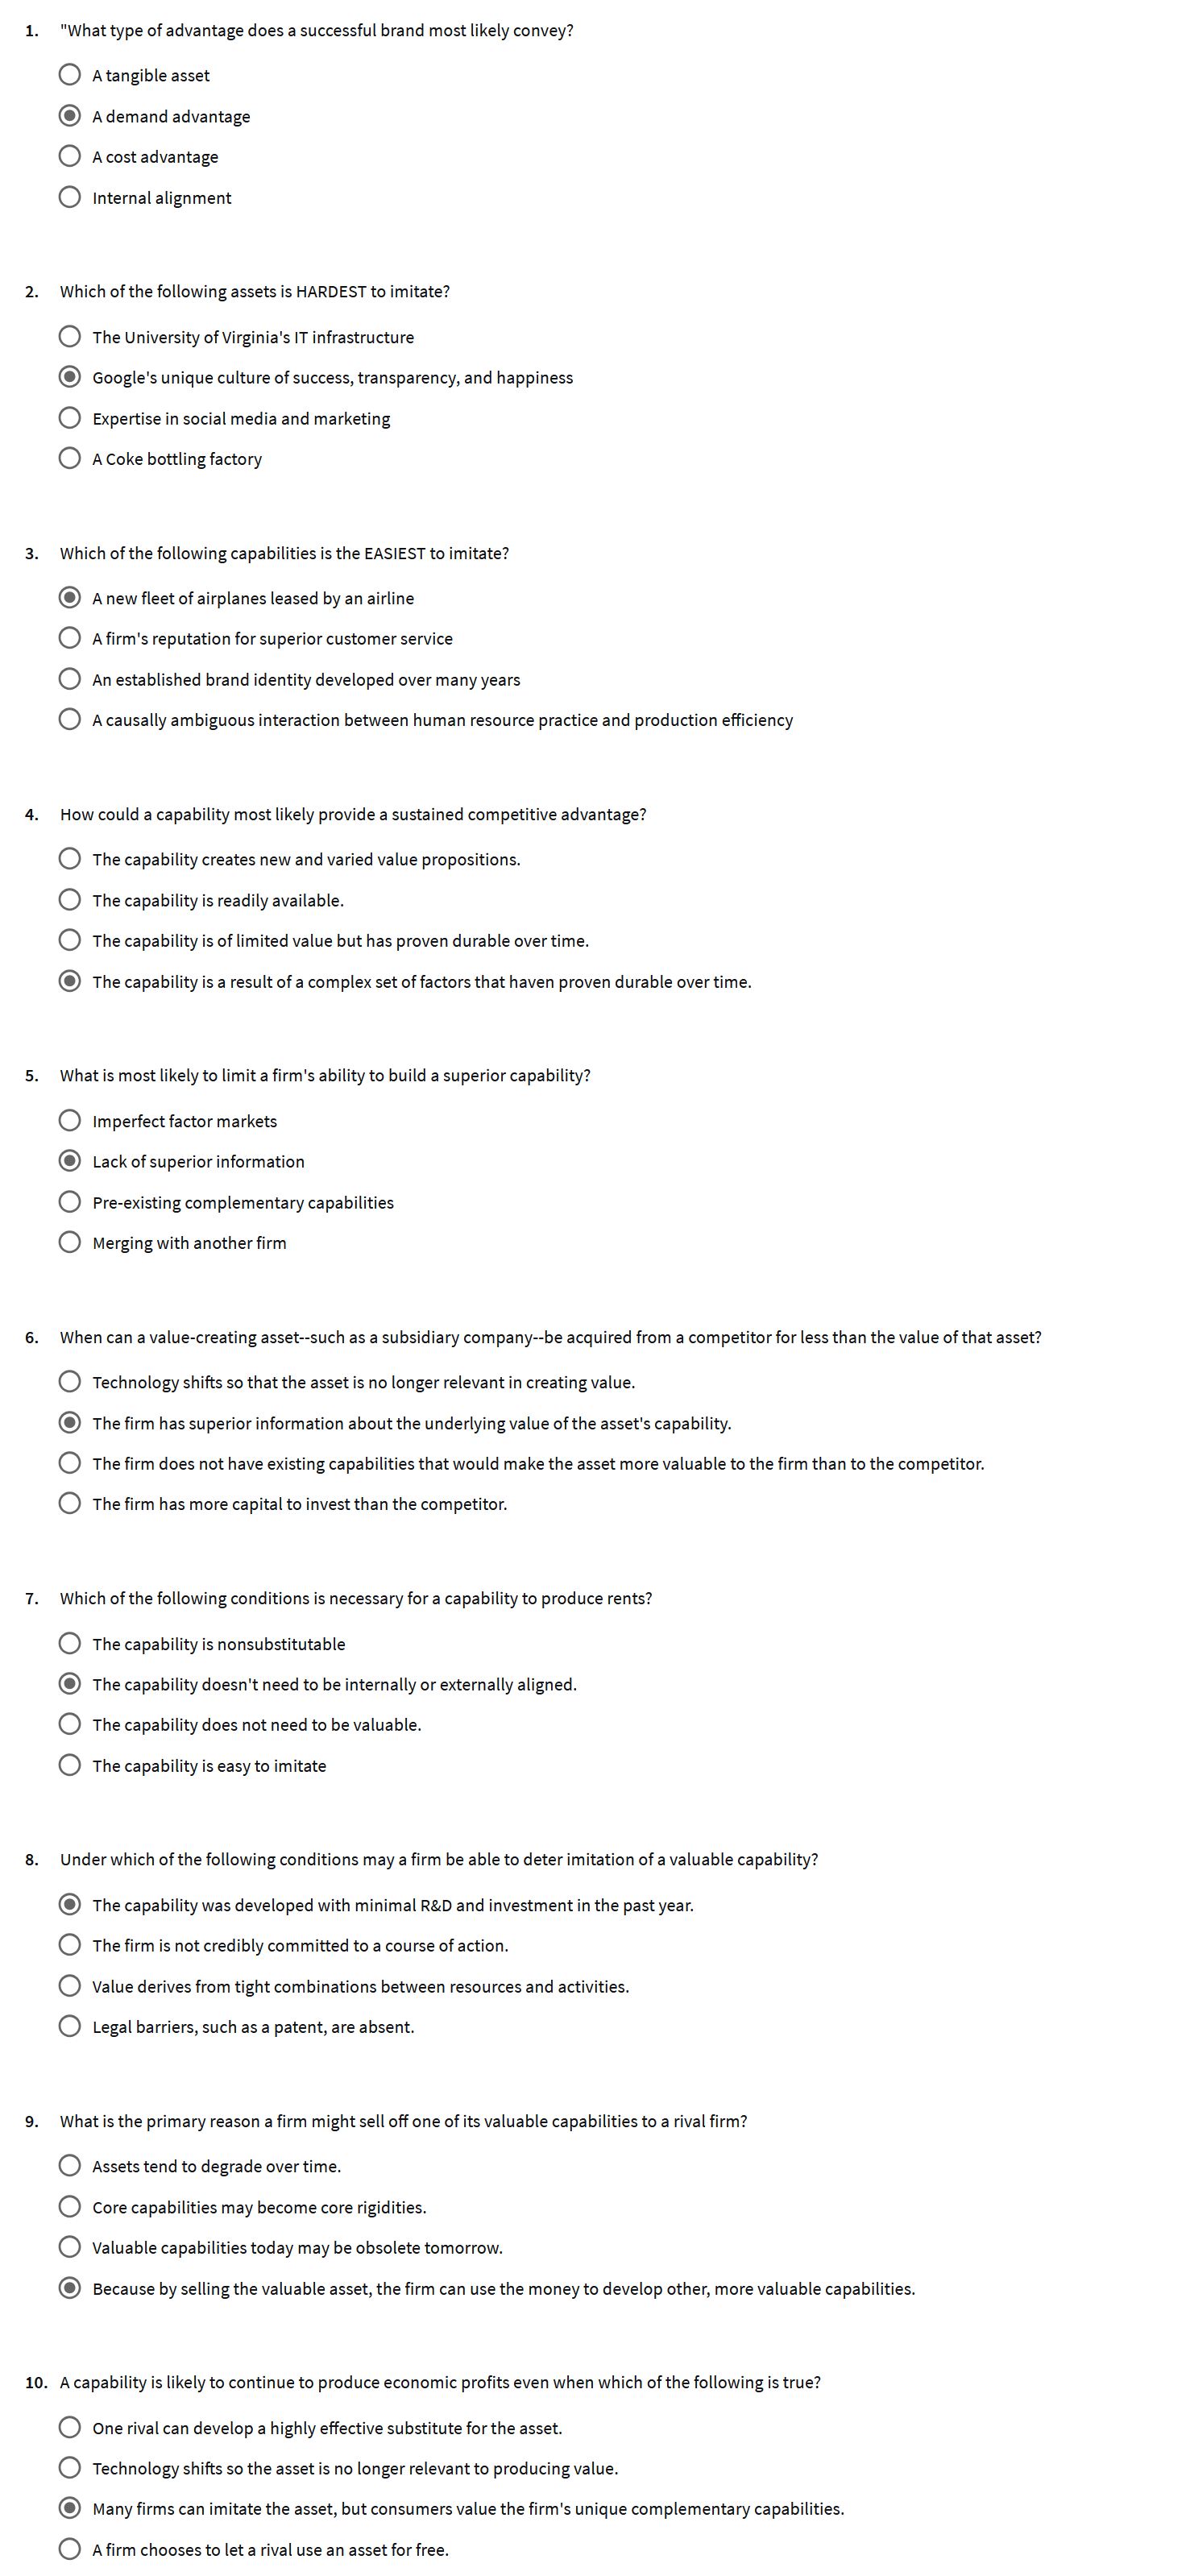 1. "What type of advantage does a successful brand most likely convey?
A tangible asset
A demand advantage
A cost advantage
Internal alignment
2. Which of the following assets is HARDEST to imitate?
The University of Virginia's IT infrastructure
Google's unique culture of success, transparency, and happiness
Expertise in social media and marketing
A Coke bottling factory
3. Which of the following capabilities is the EASIEST to imitate?
A new fleet of airplanes leased by an airline
A firm's reputation for superior customer service
An established brand identity developed over many years
A causally ambiguous interaction between human resource practice and production efficiency
4. How could a capability most likely provide a sustained competitive advantage?
The capability creates new and varied value propositions.
The capability is readily available.
The capability is of limited value but has proven durable over time.
The capability is a result of a complex set of factors that haven proven durable over time.
5. What is most likely to limit a firm's ability to build a superior capability?
Imperfect factor markets
Lack of superior information
Pre-existing complementary capabilities
Merging with another firm
6. When can a value-creating asset--such as a subsidiary company--be acquired from a competitor for less than the value of that asset?
Technology shifts so that the asset is no longer relevant in creating value.
The firm has superior information about the underlying value of the asset's capability.
The firm does not have existing capabilities that would make the asset more valuable to the firm than to the competitor.
The firm has more capital to invest than the competitor.
7. Which of the following conditions is necessary for a capability to produce rents?
The capability is nonsubstitutable
The capability doesn't need to be internally or externally aligned.
The capability does not need to be valuable.
The capability is easy to imitate
8. Under which of the following conditions may a firm be able to deter imitation of a valuable capability?
The capability was developed with minimal R&D and investment in the past year.
The firm is not credibly committed to a course of action.
Value derives from tight combinations between resources and activities.
Legal barriers, such as a patent, are absent.
9. What is the primary reason a firm might sell off one of its valuable capabilities to a rival firm?
Assets tend to degrade over time.
Core capabilities may become core rigidities.
Valuable capabilities today may be obsolete tomorrow.
Because by selling the valuable asset, the firm can use the money to develop other, more valuable capabilities.
10. A capability is likely to continue to produce economic profits even when which of the following is true?
One rival can develop a highly effective substitute for the asset.
Technology shifts so the asset is no longer relevant to producing value.
Many firms can imitate the asset, but consumers value the firm's unique complementary capabilities.
A firm chooses to let a rival use an asset for free.